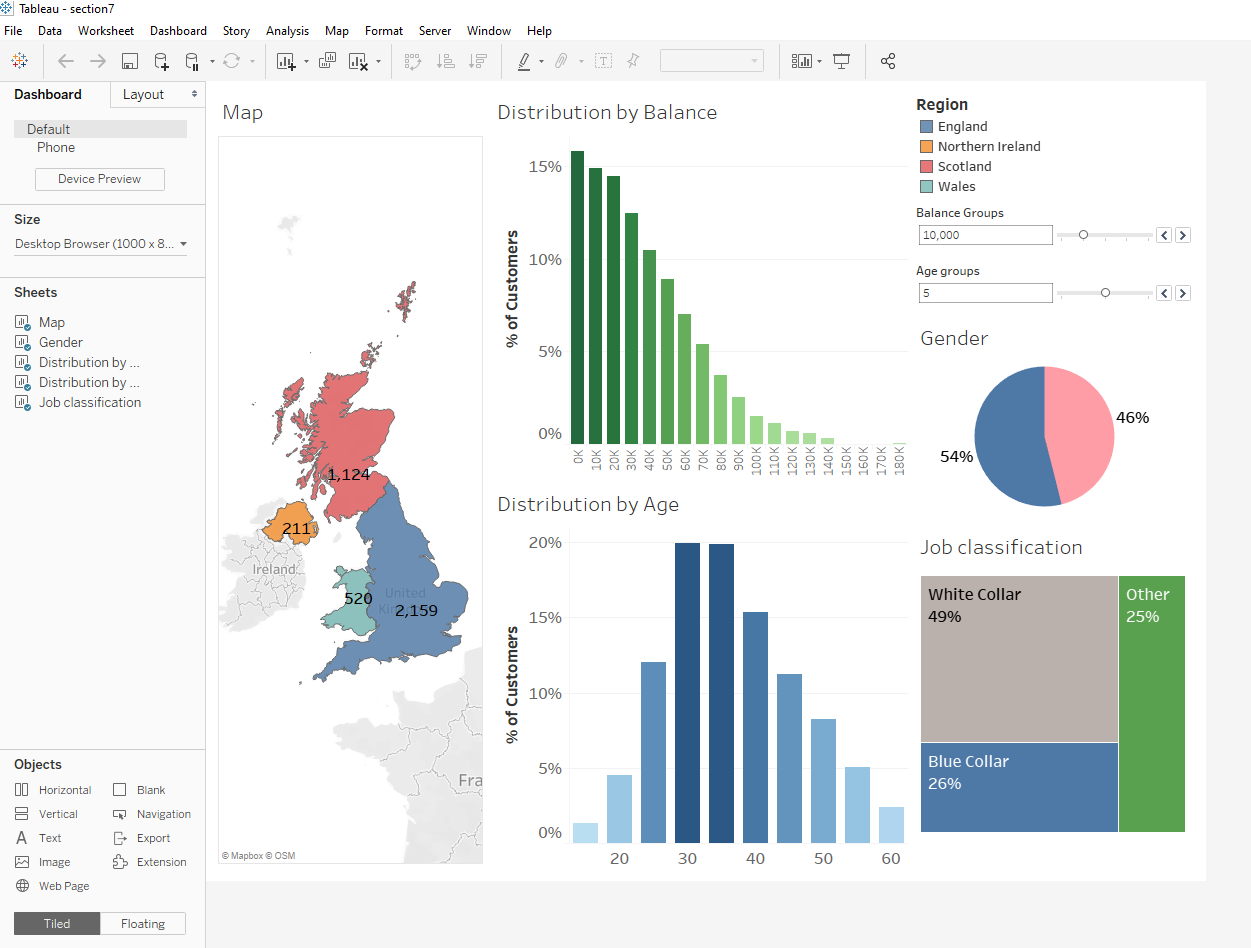 Tableau - section7
File Data Worksheet Dashboard Story Analysis Map Format Server Window Help
Dashboard Layout
Default
Phone
Device Preview
Size
Desktop Browser (1000 x 8...
Sheets
Map
Gender
Distribution by ...
Distribution by ...
Job classification
Objects
Horizontal Blank
Vertical Navigation
Text Export
Image Extension
Web Page
Tiled Floating
Map
1,124
211
Ireland
520
United
2,159
Fra
© Mapbox © OSM
Distribution by Balance
% of Customers
15%
10%
5%
0%
0K 10K 20K 30K 40K 50K 60K 70K 80K 90K 100K 110K 120K 130K 140K 150K 160K 170K 180K
Distribution by Age
% of Customers
20%
15%
10%
5%
0%
20 30 40 50 60
Region
England
Northern Ireland
Scotland
Wales
Balance Groups
10,000
Age groups
5
Gender
46%
54%
Job classification
White Collar
49%
Other
25%
Blue Collar
26%